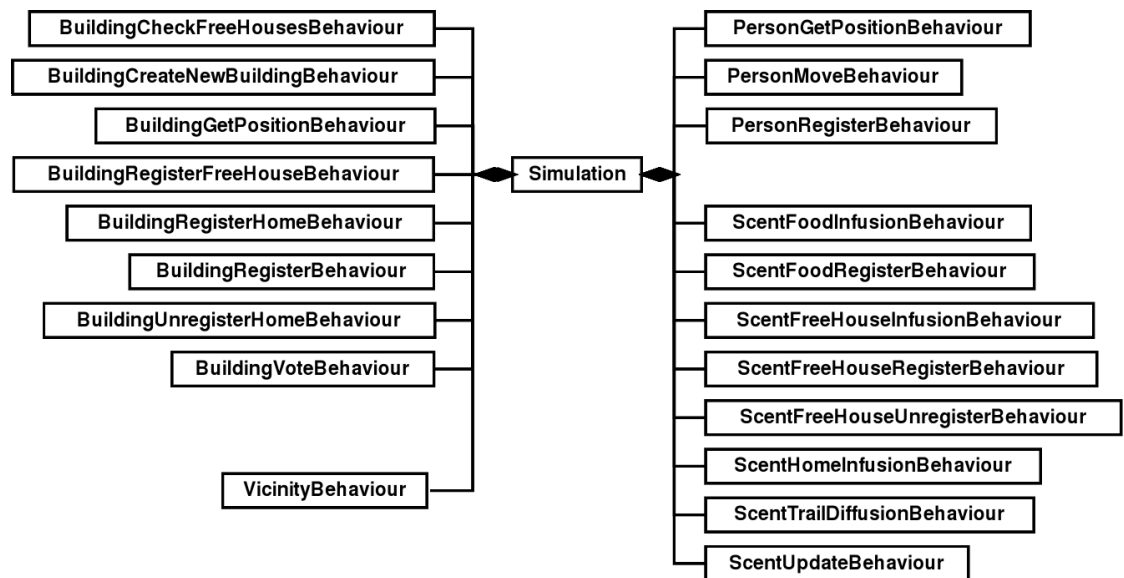 BuildingCheckFreeHousesBehaviour
BuildingCreateNewBuildingBehaviour
BuildingGetPositionBehaviour
BuildingRegisterFreeHouseBehaviour
BuildingRegisterHomeBehaviour
BuildingRegisterBehaviour
BuildingUnregisterHomeBehaviour
BuildingVoteBehaviour
VicinityBehaviour
Simulation
PersonGetPositionBehaviour
PersonMoveBehaviour
PersonRegisterBehaviour
ScentFoodInfusionBehaviour
ScentFoodRegisterBehaviour
ScentFreeHouseInfusionBehaviour
ScentFreeHouseRegisterBehaviour
ScentFreeHouseUnregisterBehaviour
ScentHomeInfusionBehaviour
ScentTrailDiffusionBehaviour
ScentUpdateBehaviour